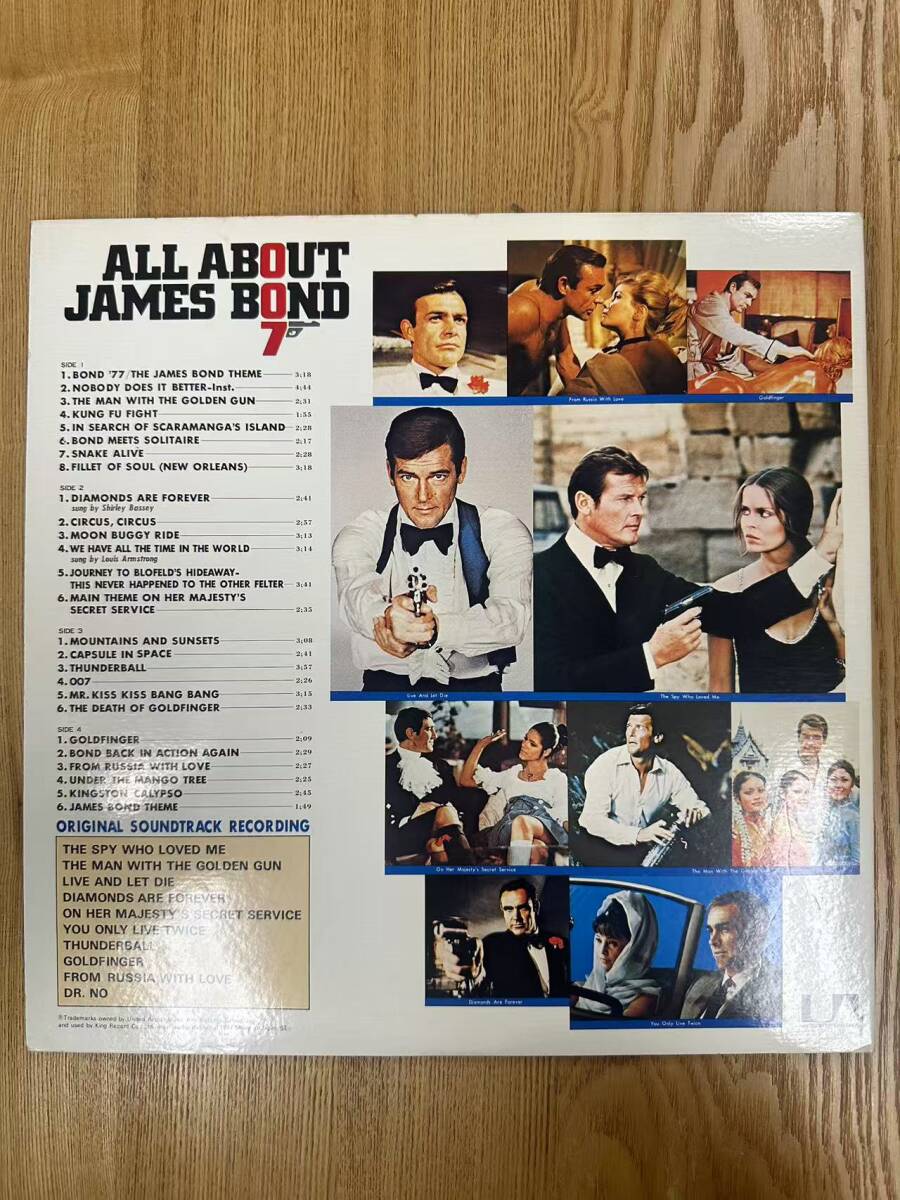 ALL ABOUT
JAMES BOND
7
SIDE 1
1. BOND '77/THE JAMES BOND THEME 3:18
2. NOBODY DOES IT BETTER-Inst. 4:44
3. THE MAN WITH THE GOLDEN GUN 2:31
4. KUNG FU FIGHT 1:55
5. IN SEARCH OF SCARAMANGA'S ISLAND 2:28
6. BOND MEETS SOLITAIRE 2:17
7. SNAKE ALIVE 2:28
8. FILLET OF SOUL (NEW ORLEANS) 3:18
SIDE 2
1. DIAMONDS ARE FOREVER 2:41
sung by Shirley Bassey
2. CIRCUS, CIRCUS 2:57
3. MOON BUGGY RIDE 3:13
4. WE HAVE ALL THE TIME IN THE WORLD 3:14
sung by Louis Armstrong
5. JOURNEY TO BLOFELD'S HIDEAWAY-
THIS NEVER HAPPENED TO THE OTHER FELTER 3:41
6. MAIN THEME ON HER MAJESTY'S
SECRET SERVICE 2:35
SIDE 3
1. MOUNTAINS AND SUNSETS 3:08
2. CAPSULE IN SPACE 2:41
3. THUNDERBALL 3:57
4. 007 2:26
5. MR. KISS KISS BANG BANG 3:15
6. THE DEATH OF GOLDFINGER 2:33
SIDE 4
1. GOLDFINGER 2:09
2. BOND BACK IN ACTION AGAIN 2:29
3. FROM RUSSIA WITH LOVE 2:27
4. UNDER THE MANGO TREE 2:25
5. KINGSTON CALYPSO 2:45
6. JAMES BOND THEME 1:49
ORIGINAL SOUNDTRACK RECORDING
THE SPY WHO LOVED ME
THE MAN WITH THE GOLDEN GUN
LIVE AND LET DIE
DIAMONDS ARE FOREVER
ON HER MAJESTY'S SECRET SERVICE
YOU ONLY LIVE TWICE
THUNDERBALL
GOLDFINGER
FROM RUSSIA WITH LOVE
DR. NO
®Trademarks owned by United
and used by King Record
From Russia With Love
Goldfinger
Live And Let Die
The Spy Who Loved Me
On Her Majesty's Secret Service
The Man With The
Diamonds Are Forever
You Only Live Twice